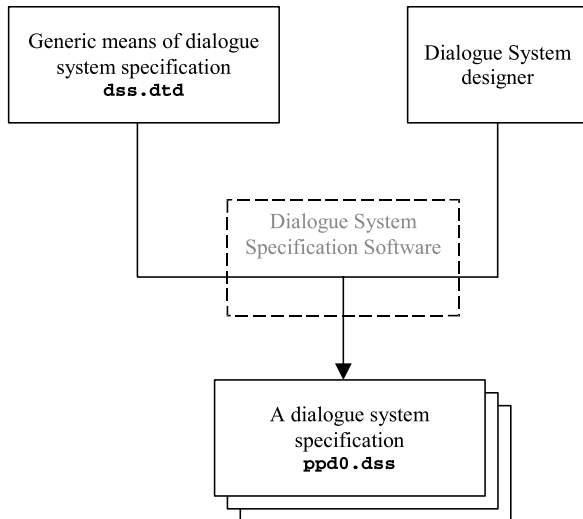 Generic means of dialogue
system specification
dss.dtd
Dialogue System
designer
Dialogue System
Specification Software
A dialogue system
specification
ppd0.dss